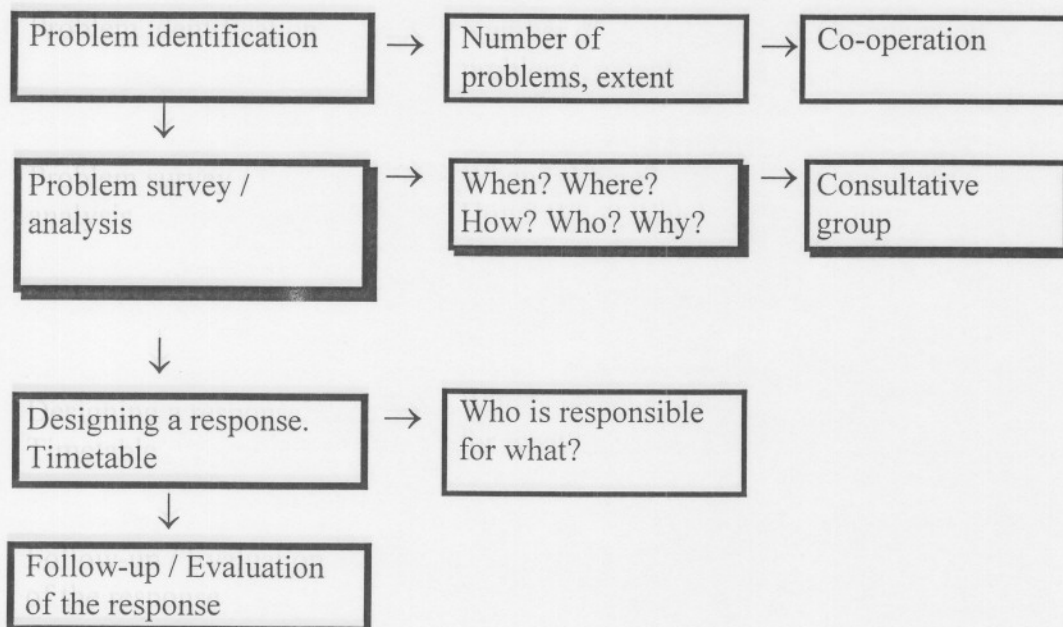 Problem identification
Number of
problems, extent
Co-operation
Problem survey /
analysis
When? Where?
How? Who? Why?
Consultative
group
Designing a response.
Timetable
Who is responsible
for what?
Follow-up / Evaluation
of the response